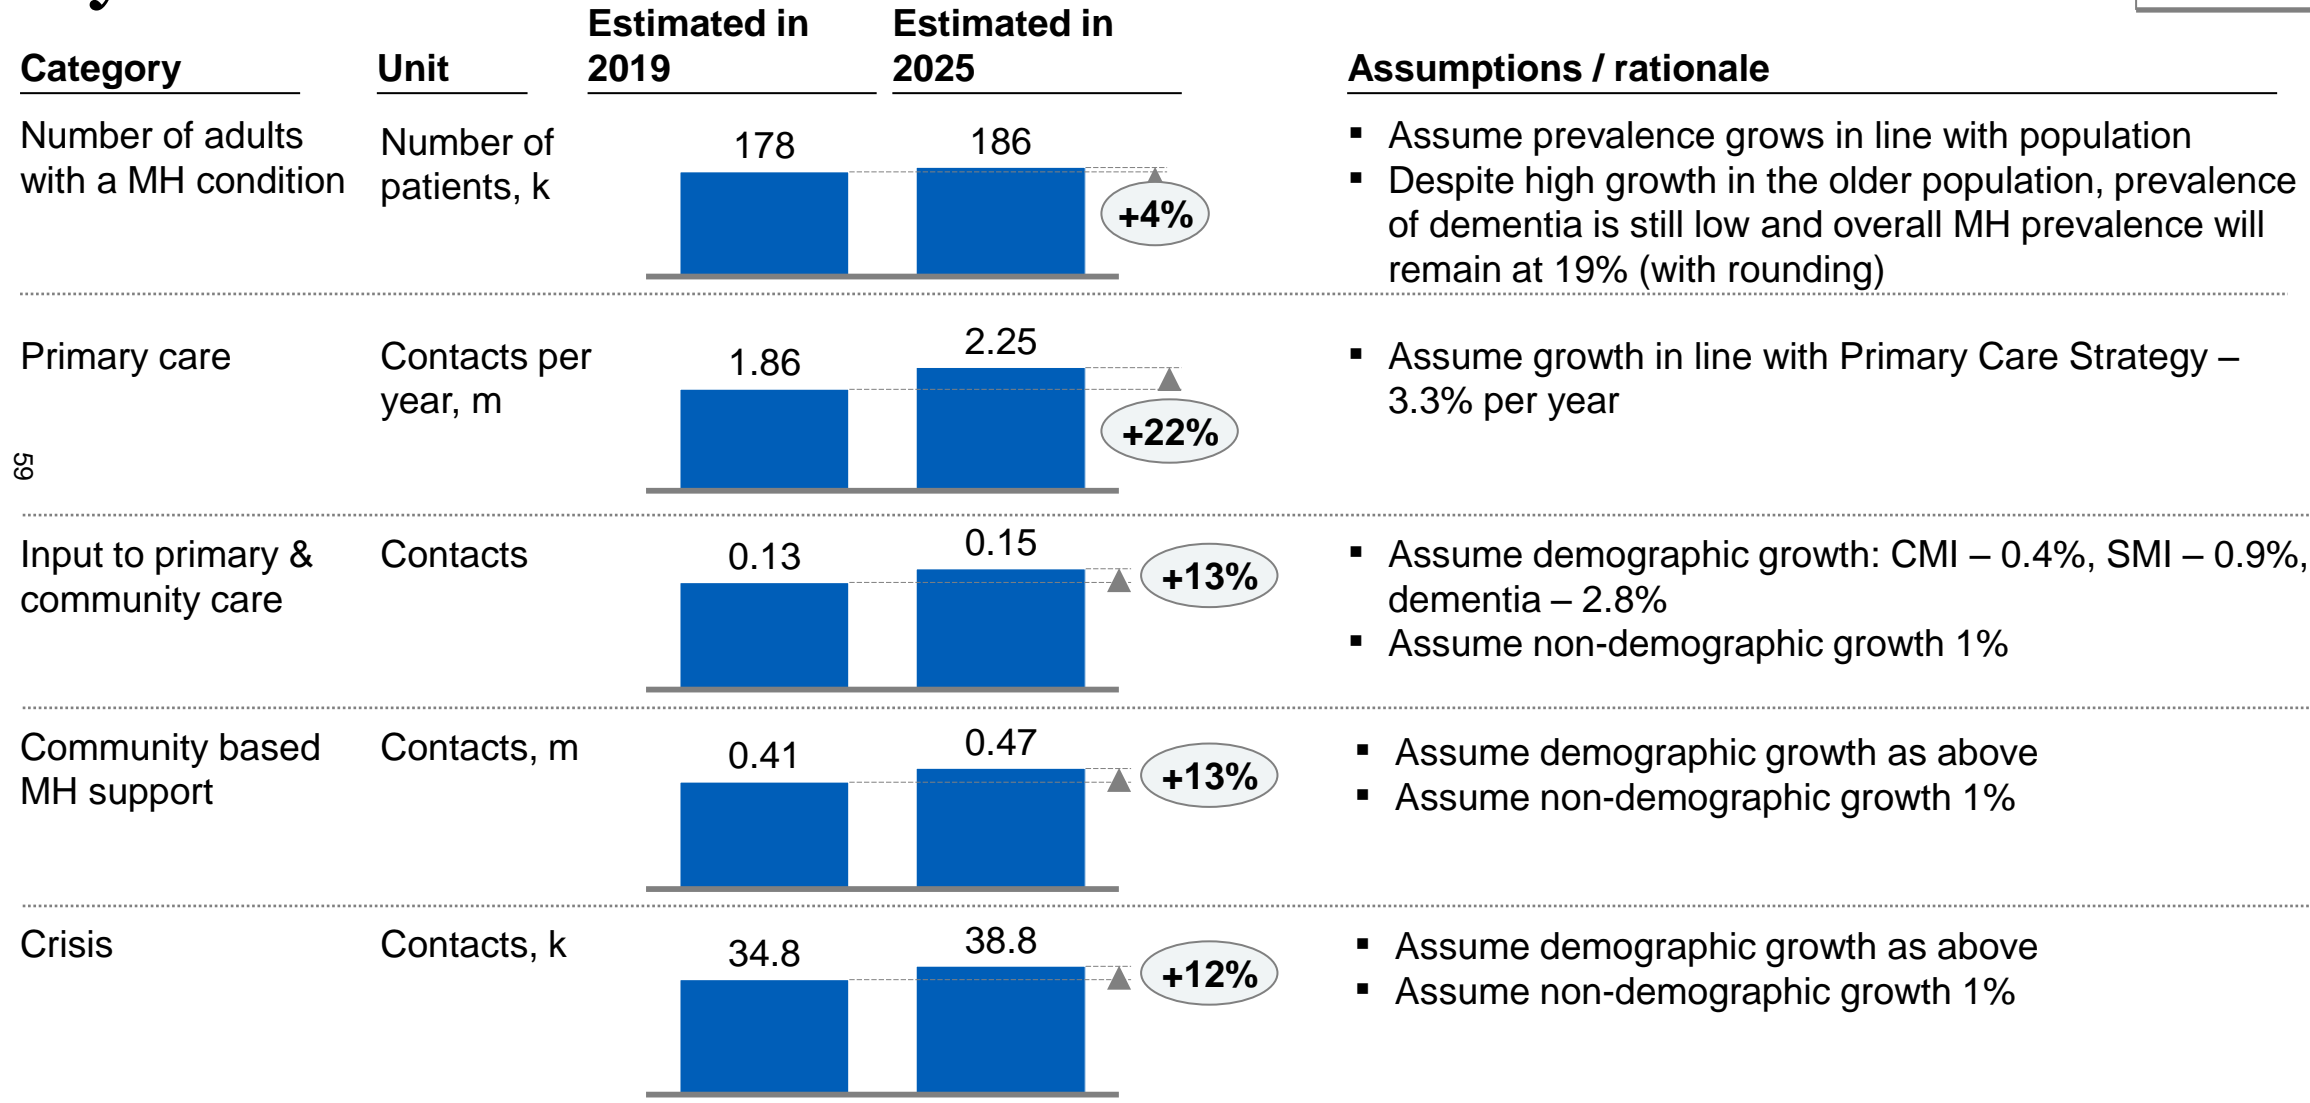 Estimated in Estimated in
Category Unit 2019 2025 Assumptions / rationale
Number of adults
with a MH condition
Number of
patients, k
178 186
+4%
▪ Assume prevalence grows in line with population
▪ Despite high growth in the older population, prevalence
of dementia is still low and overall MH prevalence will
remain at 19% (with rounding)
Primary care
Contacts per
year, m
1.86 2.25
+22%
▪ Assume growth in line with Primary Care Strategy –
3.3% per year
59
Input to primary &
community care
Contacts
0.13 0.15
+13%
▪ Assume demographic growth: CMI – 0.4%, SMI – 0.9%,
dementia – 2.8%
▪ Assume non-demographic growth 1%
Community based
MH support
Contacts, m
0.41 0.47
+13%
▪ Assume demographic growth as above
▪ Assume non-demographic growth 1%
Crisis
Contacts, k
34.8 38.8
+12%
▪ Assume demographic growth as above
▪ Assume non-demographic growth 1%